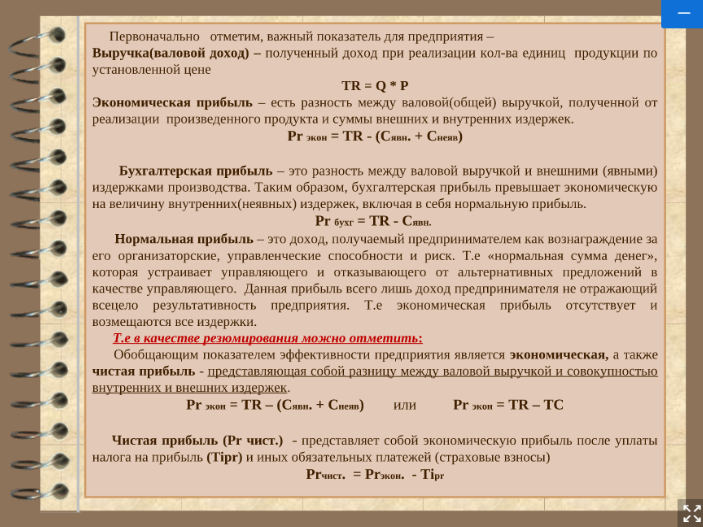 Первоначально отметим, важный показатель для предприятия –
Выручка(валовой доход) – полученный доход при реализации кол-ва единиц продукции по
установленной цене
TR = Q * P
Экономическая прибыль – есть разность между валовой(общей) выручкой, полученной от
реализации произведенного продукта и суммы внешних и внутренних издержек.
Pr экон = TR - (Сявн. + Снеяв)
Бухгалтерская прибыль – это разность между валовой выручкой и внешними (явными)
издержками производства. Таким образом, бухгалтерская прибыль превышает экономическую
на величину внутренних(неявных) издержек, включая в себя нормальную прибыль.
Pr бухг = TR - Сявн.
Нормальная прибыль – это доход, получаемый предпринимателем как вознаграждение за
его организаторские, управленческие способности и риск. Т.е «нормальная сумма денег»,
которая устраивает управляющего и отказывающего от альтернативных предложений в
качестве управляющего. Данная прибыль всего лишь доход предпринимателя не отражающий
всецело результативность предприятия. Т.е экономическая прибыль отсутствует и
возмещаются все издержки.
Т.е в качестве резюмирования можно отметить:
Обобщающим показателем эффективности предприятия является экономическая, а также
чистая прибыль - представляющая собой разницу между валовой выручкой и совокупностью
внутренних и внешних издержек.
Pr экон = TR – (Сявн. + Снеяв) или Pr экон = TR – TC
Чистая прибыль (Pr чист.) - представляет собой экономическую прибыль после уплаты
налога на прибыль (Tipr) и иных обязательных платежей (страховые взносы)
Prчист. = Prэкон. - Tipr